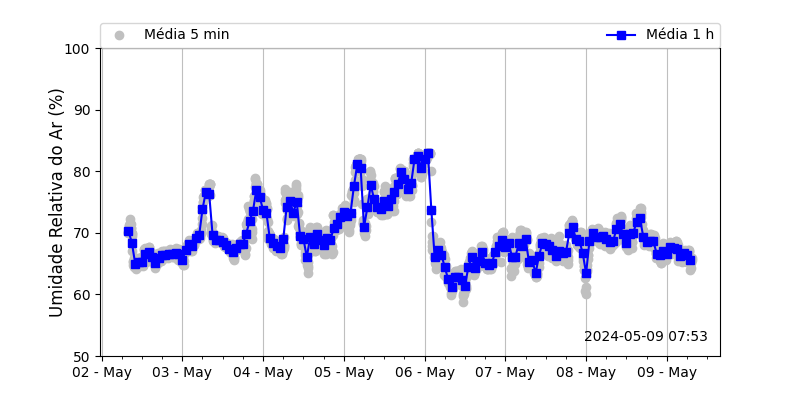 Média 5 min
Média 1 h
Umidade Relativa do Ar (%)
100
90
80
70
60
50
2024-05-09 07:53
02 - May
03 - May
04 - May
05 - May
06 - May
07 - May
08 - May
09 - May